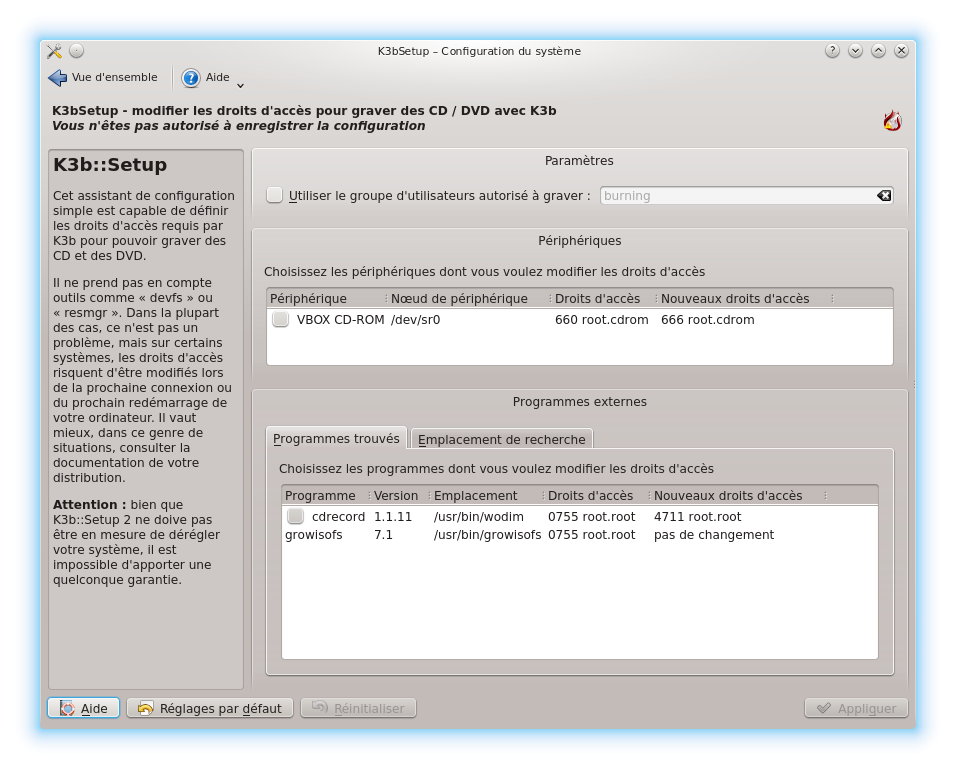 K3bSetup – Configuration du système
Vue d'ensemble
Aide
K3bSetup - modifier les droits d'accès pour graver des CD / DVD avec K3b
Vous n'êtes pas autorisé à enregistrer la configuration
K3b::Setup
Cet assistant de configuration
simple est capable de définir
les droits d'accès requis par
K3b pour pouvoir graver des
CD et des DVD.
Il ne prend pas en compte
outils comme « devfs » ou
« resmgr ». Dans la plupart
des cas, ce n'est pas un
problème, mais sur certains
systèmes, les droits d'accès
risquent d'être modifiés lors
de la prochaine connexion ou
du prochain redémarrage de
votre ordinateur. Il vaut
mieux, dans ce genre de
situations, consulter la
documentation de votre
distribution.
Attention : bien que
K3b::Setup 2 ne doive pas
être en mesure de dérégler
votre système, il est
impossible d'apporter une
quelconque garantie.
Paramètres
Utiliser le groupe d'utilisateurs autorisé à graver : burning
Périphériques
Choisissez les périphériques dont vous voulez modifier les droits d'accès
Périphérique Nœud de périphérique Droits d'accès Nouveaux droits d'accès
VBOX CD-ROM /dev/sr0 660 root.cdrom 666 root.cdrom
Programmes externes
Programmes trouvés Emplacement de recherche
Choisissez les programmes dont vous voulez modifier les droits d'accès
Programme Version Emplacement Droits d'accès Nouveaux droits d'accès
cdrecord 1.1.11 /usr/bin/wodim 0755 root.root 4711 root.root
growisofs 7.1 /usr/bin/growisofs 0755 root.root pas de changement
Aide Réglages par défaut Réinitialiser Appliquer